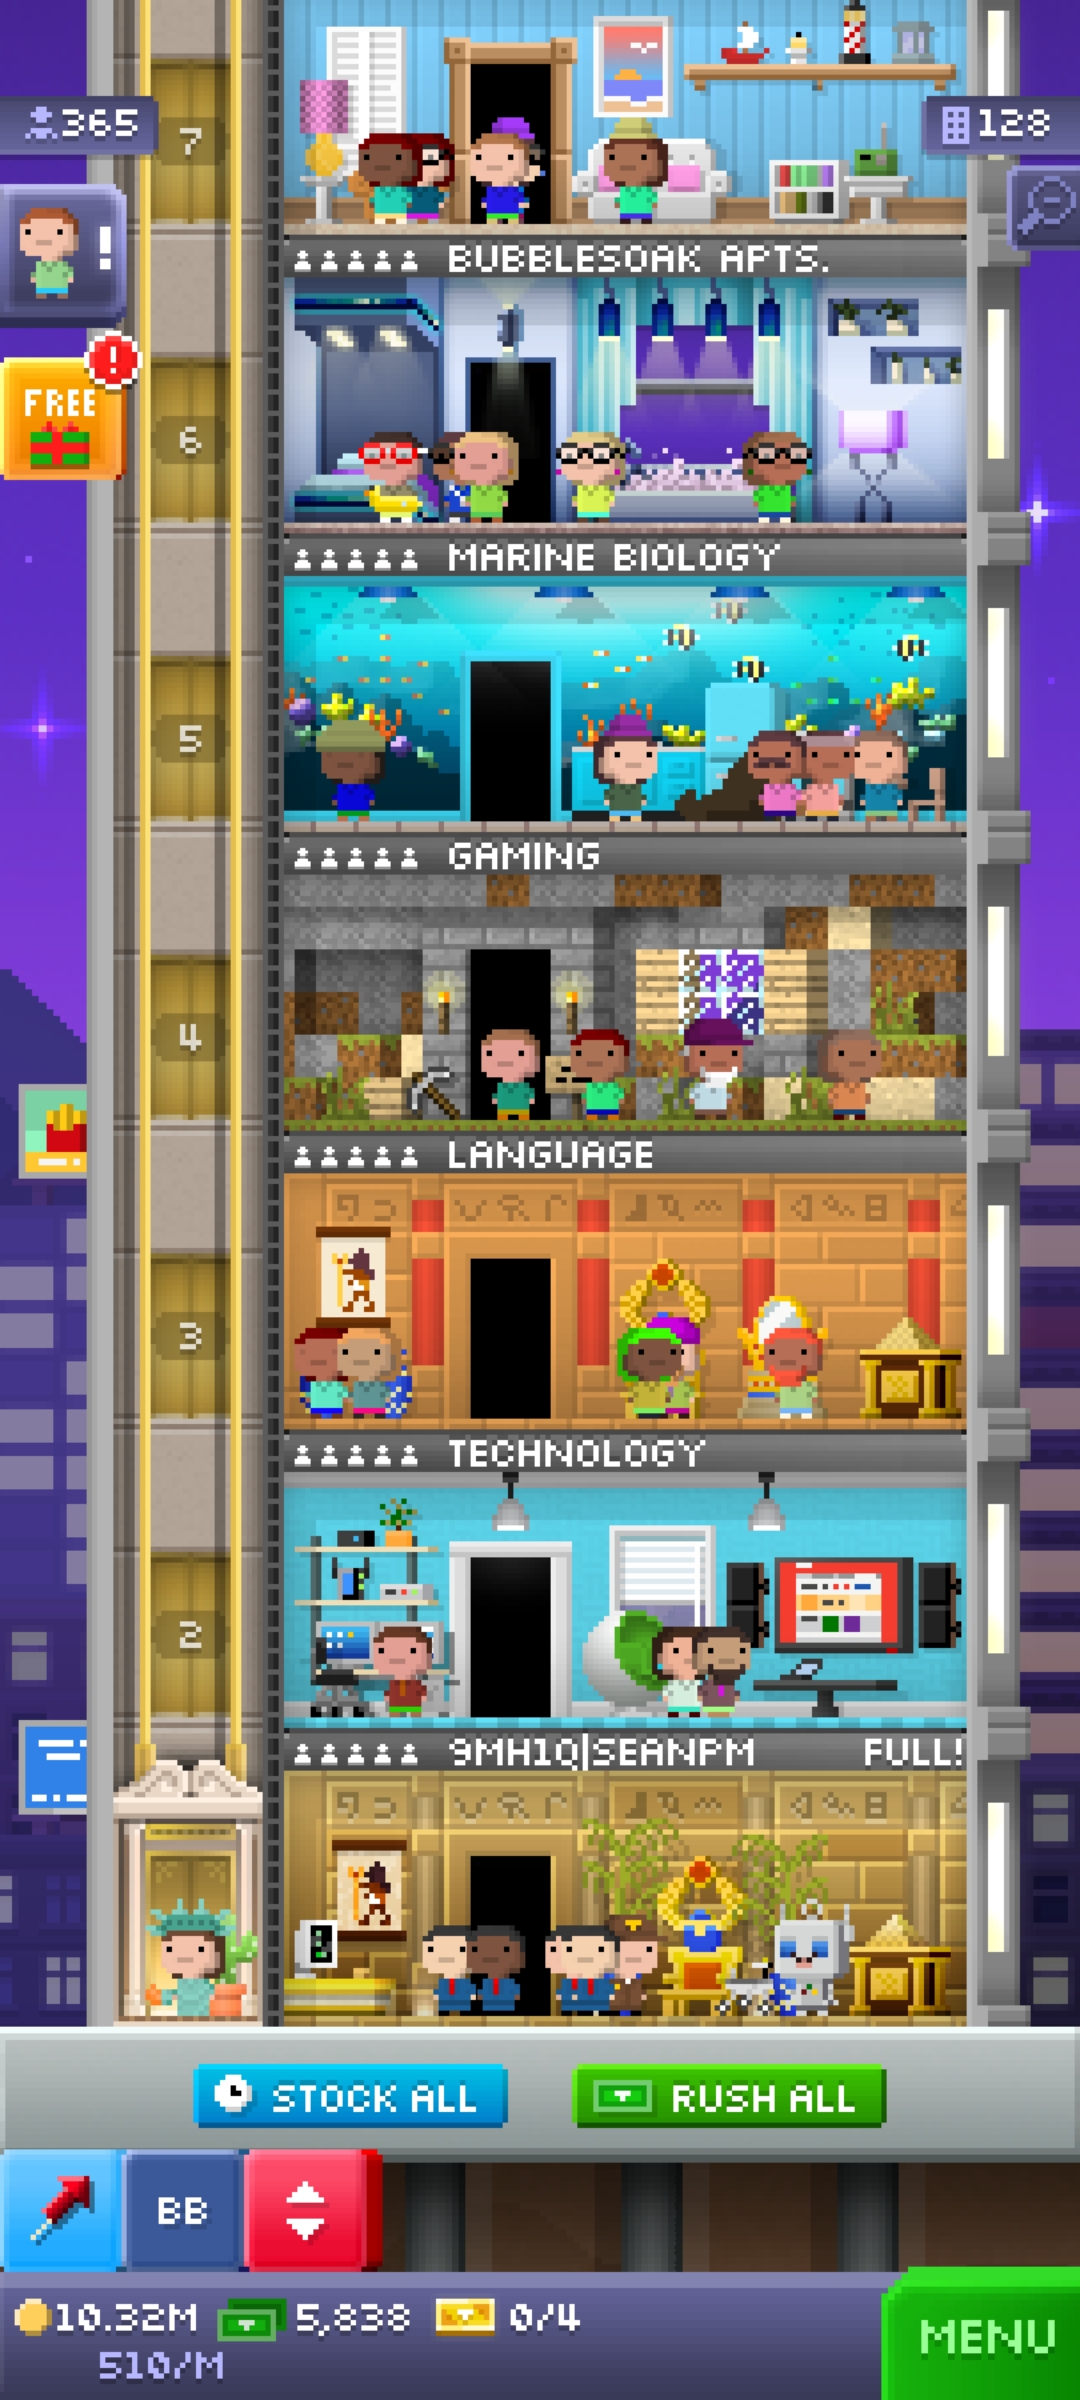 7
365
128
!
BUBBLESOAK APTS.
!
FREE
6
MARINE BIOLOGY
5
GAMING
4
LANGUAGE
3
TECHNOLOGY
2
9MH1Q|SEANPM FULL!
STOCK ALL
RUSH ALL
BB
10.32M 5,838 0/4
510/M
MENU